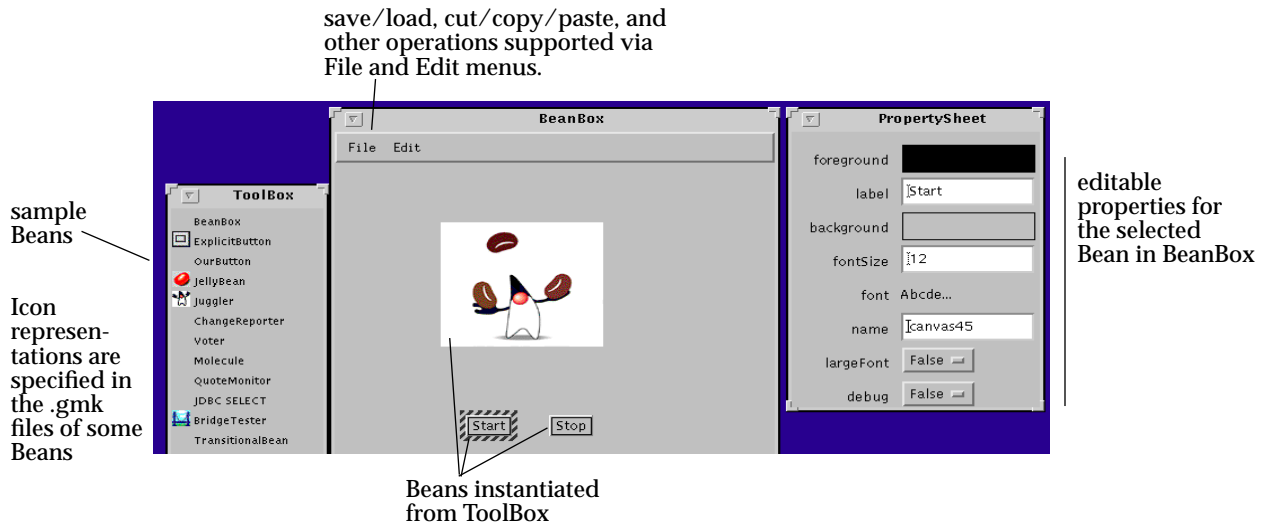 save/load, cut/copy/paste, and
other operations supported via
File and Edit menus.
BeanBox
File Edit
PropertySheet
foreground
label Start
background
fontSize 12
font Abcde...
name canvas45
largeFont False
debug False
editable
properties for
the selected
Bean in BeanBox
sample
Beans
Icon
represen-
tations are
specified in
the .gmk
files of some
Beans
ToolBox
BeanBox
ExplicitButton
OurButton
JellyBean
Juggler
ChangeReporter
Voter
Molecule
QuoteMonitor
JDBC SELECT
BridgeTester
TransitionalBean
Start Stop
Beans instantiated
from ToolBox